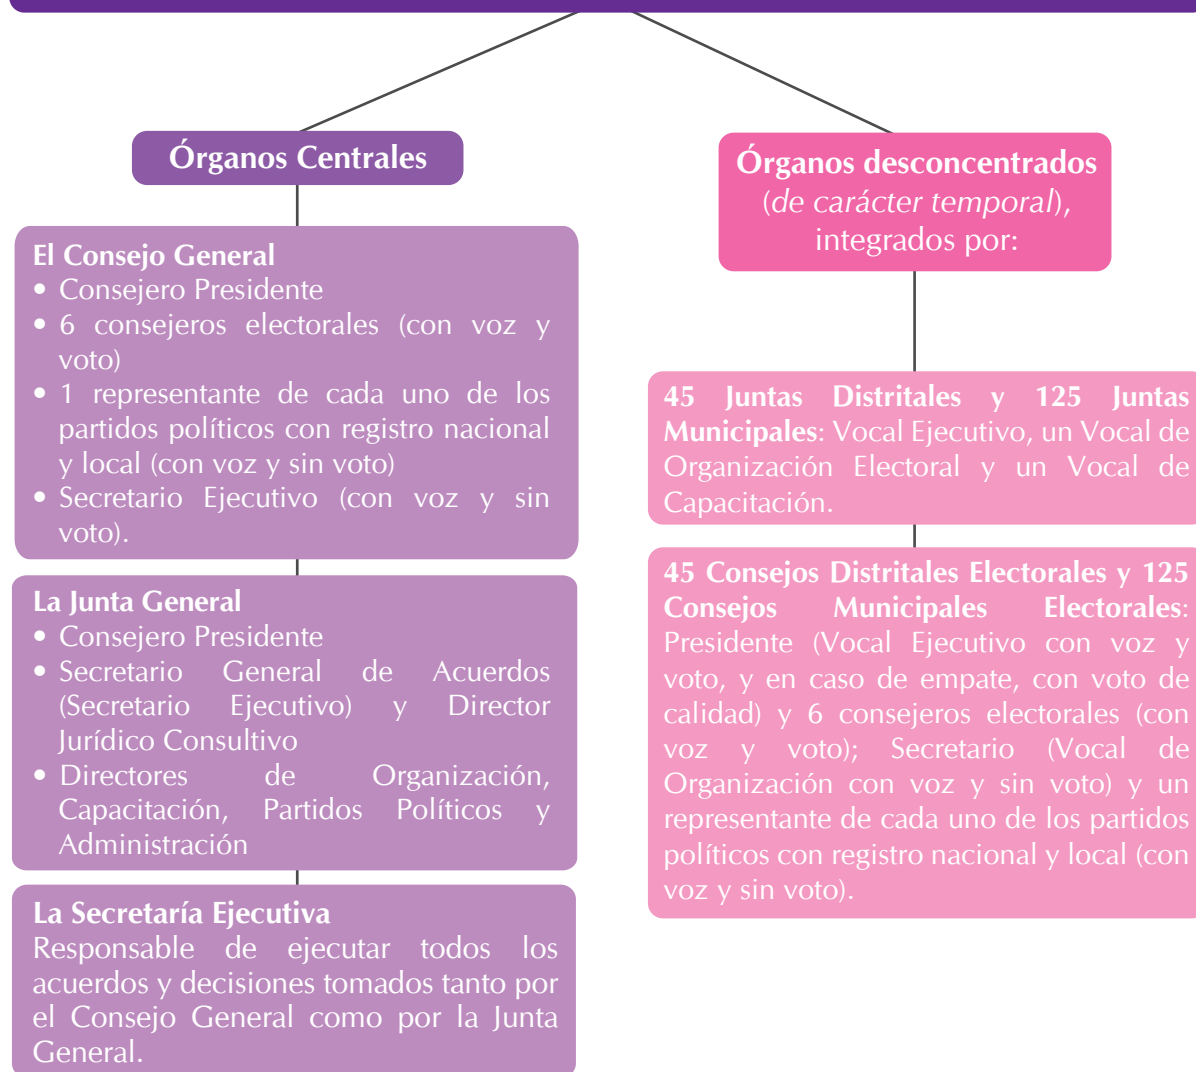 Órganos Centrales
El Consejo General
• Consejero Presidente
• 6 consejeros electorales (con voz y
voto)
• 1 representante de cada uno de los
partidos políticos con registro nacional
y local (con voz y sin voto)
• Secretario Ejecutivo (con voz y sin
voto).
La Junta General
• Consejero Presidente
• Secretario General de Acuerdos
(Secretario Ejecutivo) y Director
Jurídico Consultivo
• Directores de Organización,
Capacitación, Partidos Políticos y
Administración
La Secretaría Ejecutiva
Responsable de ejecutar todos los
acuerdos y decisiones tomados tanto por
el Consejo General como por la Junta
General.
Órganos desconcentrados
(de carácter temporal),
integrados por:
45 Juntas Distritales y 125 Juntas
Municipales: Vocal Ejecutivo, un Vocal de
Organización Electoral y un Vocal de
Capacitación.
45 Consejos Distritales Electorales y 125
Consejos Municipales Electorales:
Presidente (Vocal Ejecutivo con voz y
voto, y en caso de empate, con voto de
calidad) y 6 consejeros electorales (con
voz y voto); Secretario (Vocal de
Organización con voz y sin voto) y un
representante de cada uno de los partidos
políticos con registro nacional y local (con
voz y sin voto).